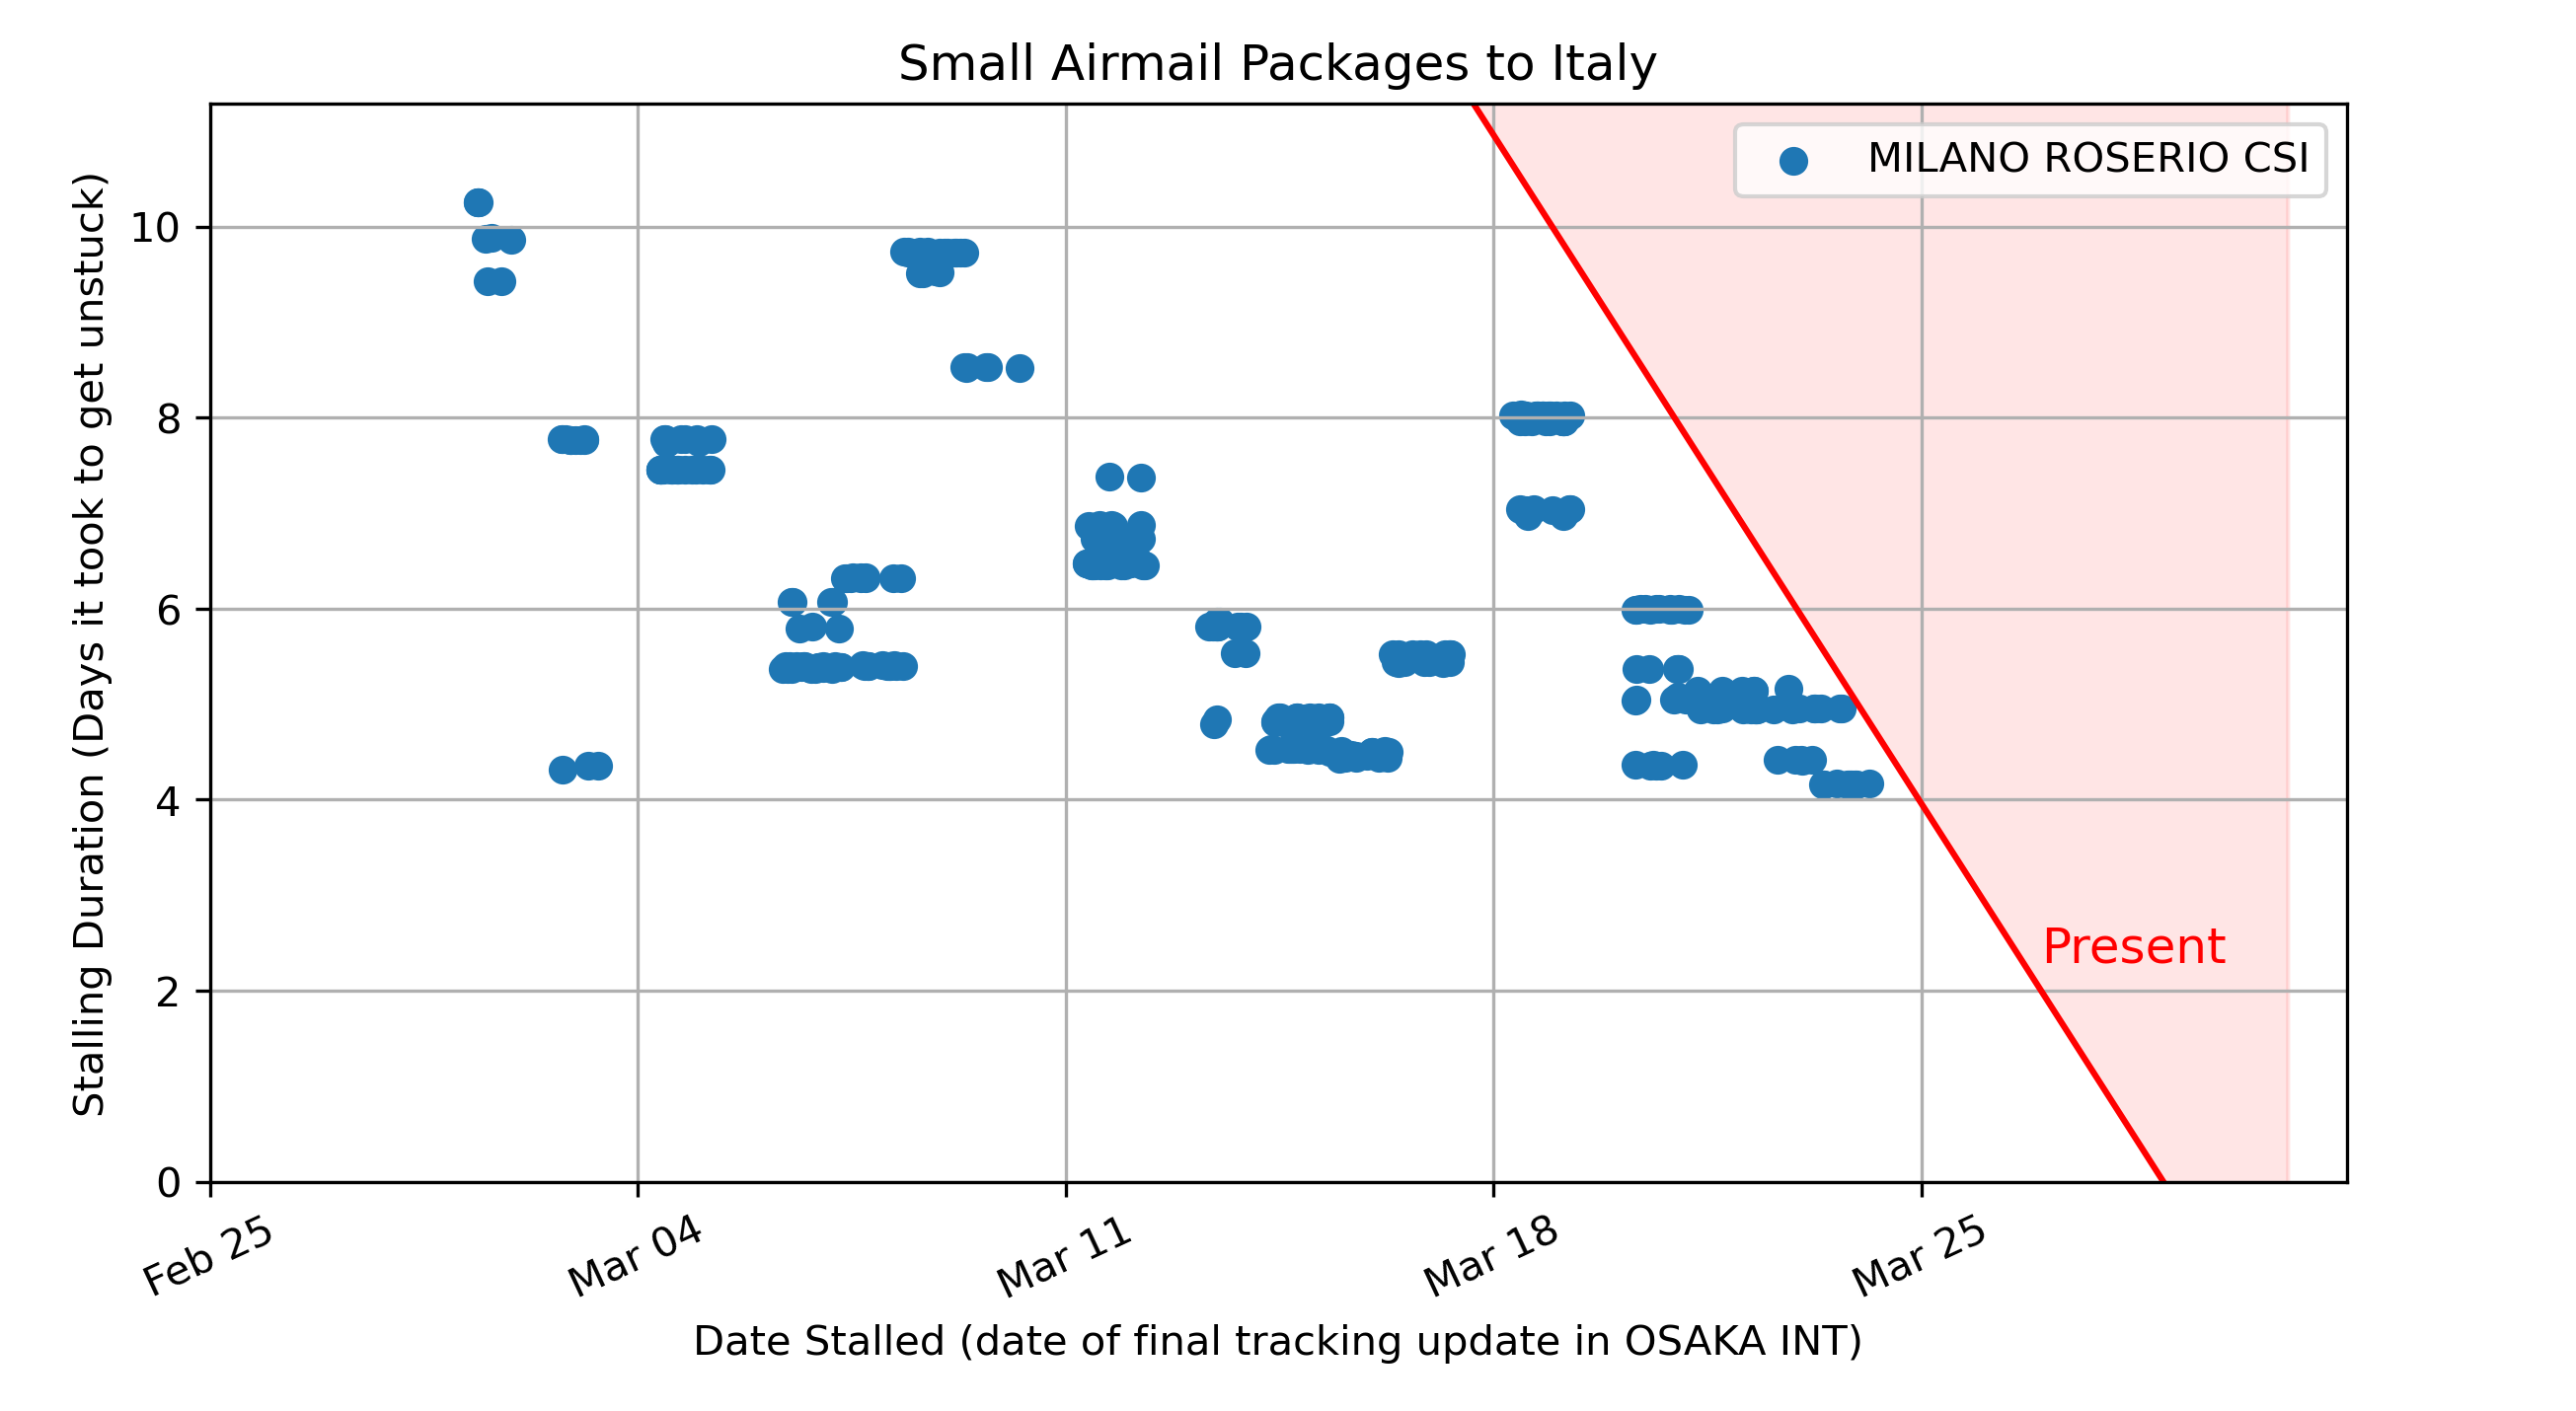 Small Airmail Packages to Italy
MILANO ROSERIO CSI
Stalling Duration (Days it took to get unstuck)
10
8
6
4
2
0
Present
Feb 25
Mar 04
Mar 11
Mar 18
Mar 25
Date Stalled (date of final tracking update in OSAKA INT)